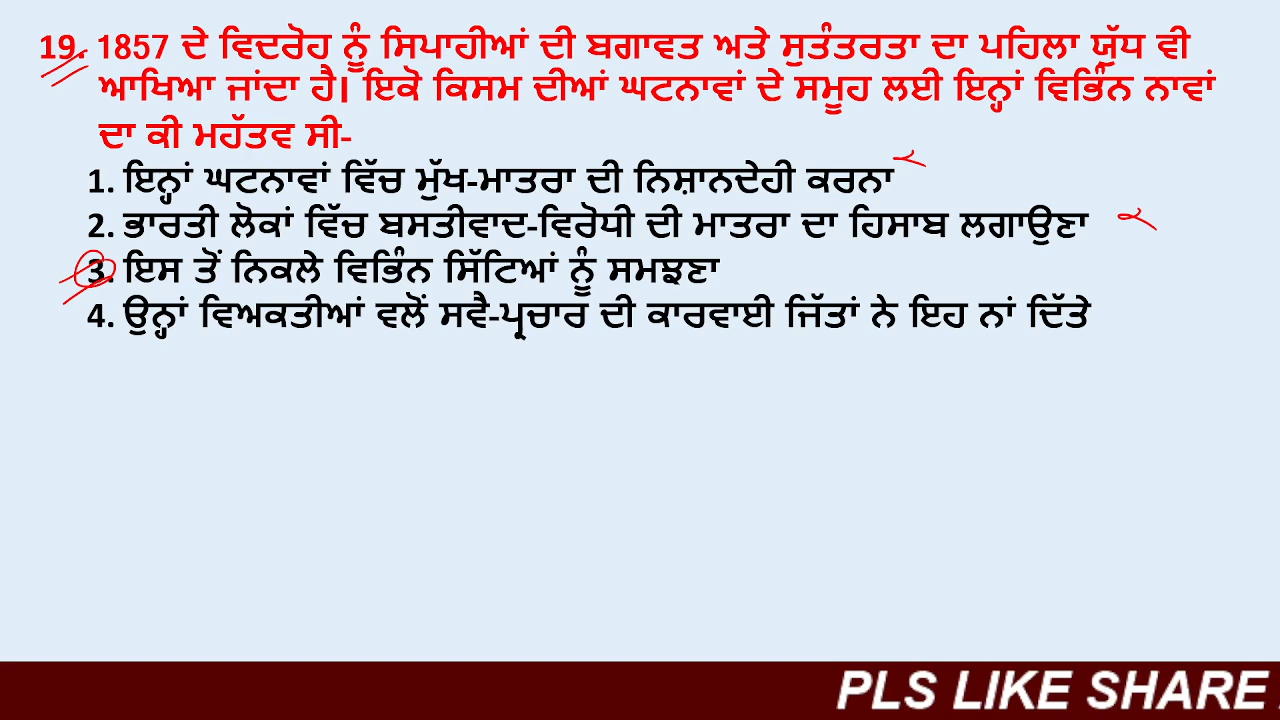 19. 1857 ਦੇ ਵਿਦਰੋਹ ਨੂੰ ਸਿਪਾਹੀਆਂ ਦੀ ਬਗਾਵਤ ਅਤੇ ਸੁਤੰਤਰਤਾ ਦਾ ਪਹਿਲਾ ਯੁੱਧ ਵੀ
ਆਖਿਆ ਜਾਂਦਾ ਹੈ। ਇਕੋ ਕਿਸਮ ਦੀਆਂ ਘਟਨਾਵਾਂ ਦੇ ਸਮੂਹ ਲਈ ਇਨ੍ਹਾਂ ਵਿਭਿੰਨ ਨਾਵਾਂ
ਦਾ ਕੀ ਮਹੱਤਵ ਸੀ-
1. ਇਨ੍ਹਾਂ ਘਟਨਾਵਾਂ ਵਿੱਚ ਮੁੱਖ-ਮਾਤਰਾ ਦੀ ਨਿਸ਼ਾਨਦੇਹੀ ਕਰਨਾ
2. ਭਾਰਤੀ ਲੋਕਾਂ ਵਿੱਚ ਬਸਤੀਵਾਦ-ਵਿਰੋਧੀ ਦੀ ਮਾਤਰਾ ਦਾ ਹਿਸਾਬ ਲਗਾਉਣਾ
3. ਇਸ ਤੋਂ ਨਿਕਲੇ ਵਿਭਿੰਨ ਸਿੱਟਿਆਂ ਨੂੰ ਸਮਝਣਾ
4. ਉਨ੍ਹਾਂ ਵਿਅਕਤੀਆਂ ਵਲੋਂ ਸਵੈ-ਪ੍ਰਚਾਰ ਦੀ ਕਾਰਵਾਈ ਜਿੱਤਾਂ ਨੇ ਇਹ ਨਾਂ ਦਿੱਤੇ
PLS LIKE SHARE